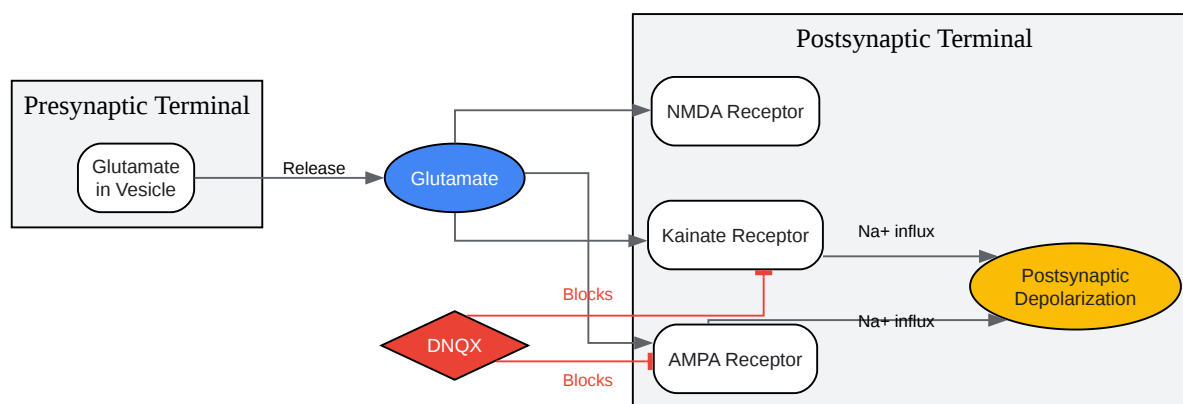 Postsynaptic Terminal
Presynaptic Terminal
NMDA Receptor
Glutamate
in Vesicle
Release
Glutamate
Kainate Receptor
Na+ influx
Postsynaptic
Depolarization
Blocks
Na+ influx
DNQX
AMPA Receptor
Blocks